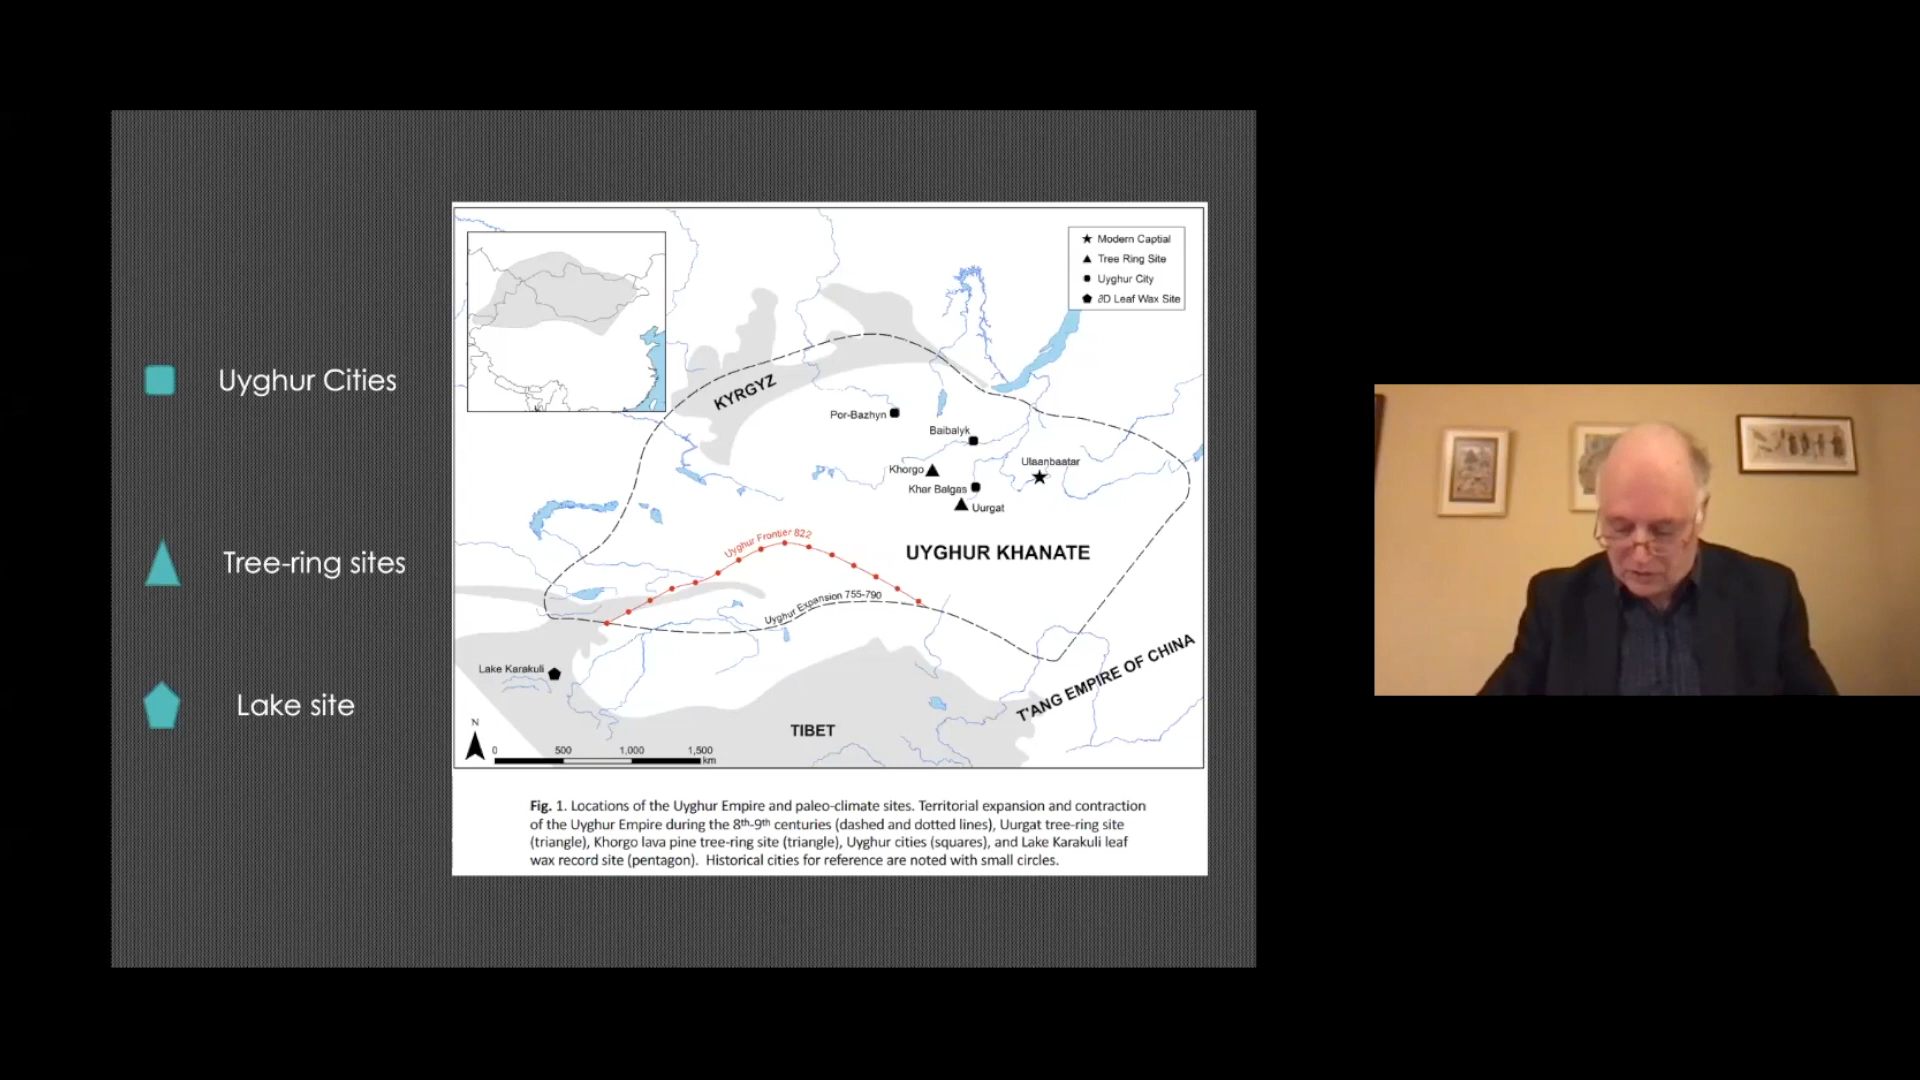 Uyghur Cities
Tree-ring sites
Lake site
★ Modern Captial
▲ Tree Ring Site
Uyghur City
∂D Leaf Wax Site
KYRGYZ
Por-Bazhyn
Baibalyk
Khorgo
Ulaanbaatar
Khar Balgas
Uurgat
Uyghur Frontier 822
UYGHUR KHANATE
Uyghur Expansion 755-790
Lake Karakuli
T'ANG EMPIRE OF CHINA
TIBET
N
0 500 1,000 1,500
km
Fig. 1. Locations of the Uyghur Empire and paleo-climate sites. Territorial expansion and contraction
of the Uyghur Empire during the 8th-9th centuries (dashed and dotted lines), Uurgat tree-ring site
(triangle), Khorgo lava pine tree-ring site (triangle), Uyghur cities (squares), and Lake Karakuli leaf
wax record site (pentagon). Historical cities for reference are noted with small circles.